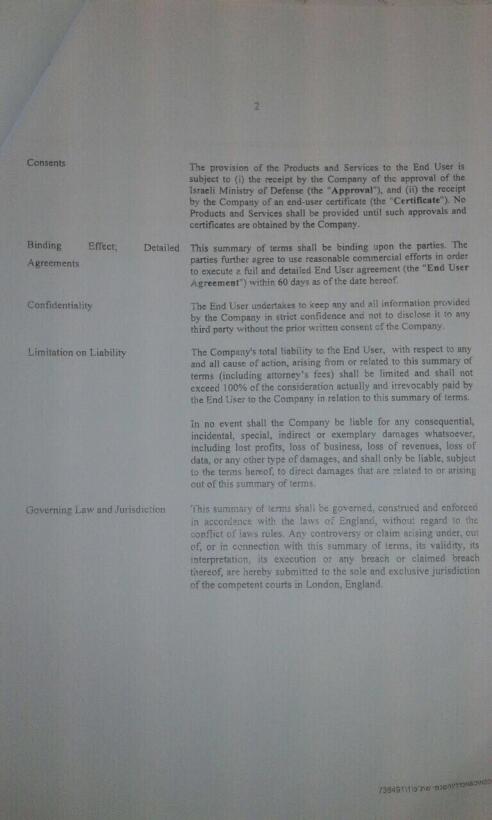 2
Consents
The provision of the Products and Services to the End User is
subject to (i) the receipt by the Company of the approval of the
Israeli Ministry of Defense (the "Approval"), and (ii) the receipt
by the Company of an end-user certificate (the "Certificate"). No
Products and Services shall be provided until such approvals and
certificates are obtained by the Company.
Binding Effect; Detailed
Agreements
This summary of terms shall be binding upon the parties. The
parties further agree to use reasonable commercial efforts in order
to execute a full and detailed End User agreement (the "End User
Agreement") within 60 days as of the date hereof.
Confidentiality
The End User undertakes to keep any and all information provided
by the Company in strict confidence and not to disclose it to any
third party without the prior written consent of the Company.
Limitation on Liability
The Company's total liability to the End User, with respect to any
and all cause of action, arising from or related to this summary of
terms (including attorney's fees) shall be limited and shall not
exceed 100% of the consideration actually and irrevocably paid by
the End User to the Company in relation to this summary of terms.
In no event shall the Company be liable for any consequential,
incidental, special, indirect or exemplary damages whatsoever,
including lost profits, loss of business, loss of revenues, loss of
data, or any other type of damages, and shall only be liable, subject
to the terms hereof, to direct damages that are related to or arising
out of this summary of terms.
Governing Law and Jurisdiction
This summary of terms shall be governed, construed and enforced
in accordance with the laws of England, without regard to the
conflict of laws rules. Any controversy or claim arising under, out
of, or in connection with this summary of terms, its validity, its
interpretation, its execution or any breach or claimed breach
thereof, are hereby submitted to the sole and exclusive jurisdiction
of the competent courts in London, England.